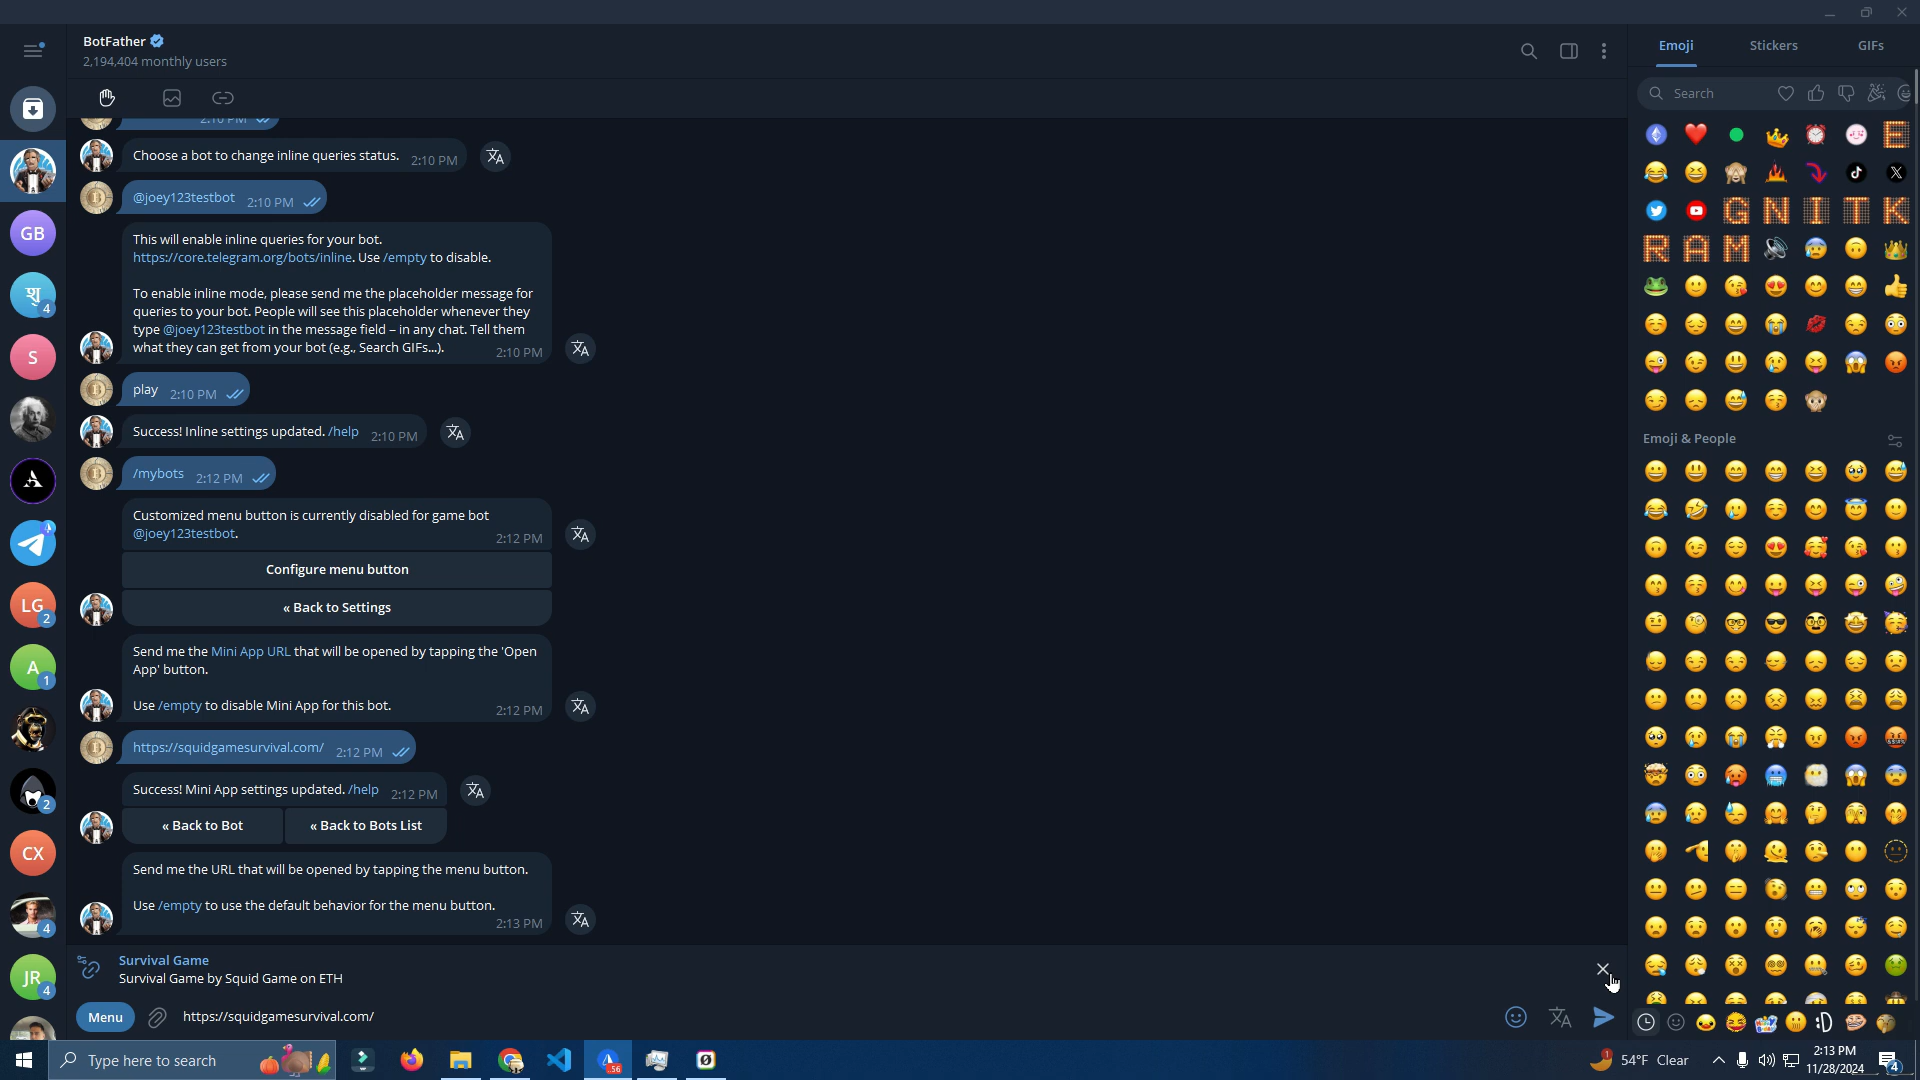 BotFather
2,194,404 monthly users
Emoji
Stickers
GIFs
Search
2:10 PM
Choose a bot to change inline queries status. 2:10 PM
@joey123testbot 2:10 PM
This will enable inline queries for your bot.
https://core.telegram.org/bots/inline. Use /empty to disable.
To enable inline mode, please send me the placeholder message for
queries to your bot. People will see this placeholder whenever they
type @joey123testbot in the message field – in any chat. Tell them
what they can get from your bot (e.g., Search GIFs...). 2:10 PM
play 2:10 PM
Success! Inline settings updated. /help 2:10 PM
/mybots 2:12 PM
Customized menu button is currently disabled for game bot
@joey123testbot. 2:12 PM
Configure menu button
« Back to Settings
Send me the Mini App URL that will be opened by tapping the 'Open
App' button.
Use /empty to disable Mini App for this bot. 2:12 PM
https://squidgamesurvival.com/ 2:12 PM
Success! Mini App settings updated. /help 2:12 PM
« Back to Bot
« Back to Bots List
Send me the URL that will be opened by tapping the menu button.
Use /empty to use the default behavior for the menu button.
2:13 PM
Survival Game
Survival Game by Squid Game on ETH
Menu
https://squidgamesurvival.com/
GB
शु
4
S
LG
2
A
1
2
CX
4
JR
4
E
G N I T K
R A M
Emoji & People
Type here to search
56
1
54°F Clear
2:13 PM
11/28/2024
4